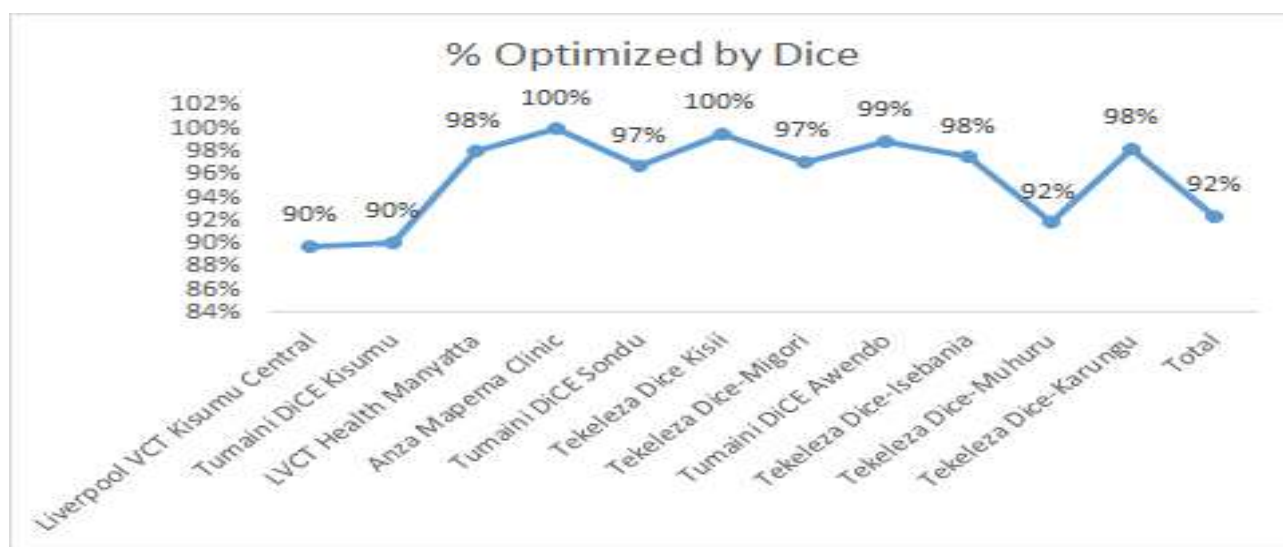 % Optimized by Dice
102%
100%
98%
96%
94%
92%
90%
88%
86%
84%
90%
90%
98%
100%
97%
100%
97%
99%
98%
92%
98%
92%
Liverpool VCT Kisumu Central
Tumaini DiCE Kisumu
LVCT Health Manyatta
Anza Mapema Clinic
Tumaini DiCE Sondu
Tekeleza Dice Kisii
Tekeleza Dice-Migori
Tumaini DiCE Awendo
Tekeleza Dice-Isebania
Tekeleza Dice-Muhuru
Tekeleza Dice-Karungu
Total